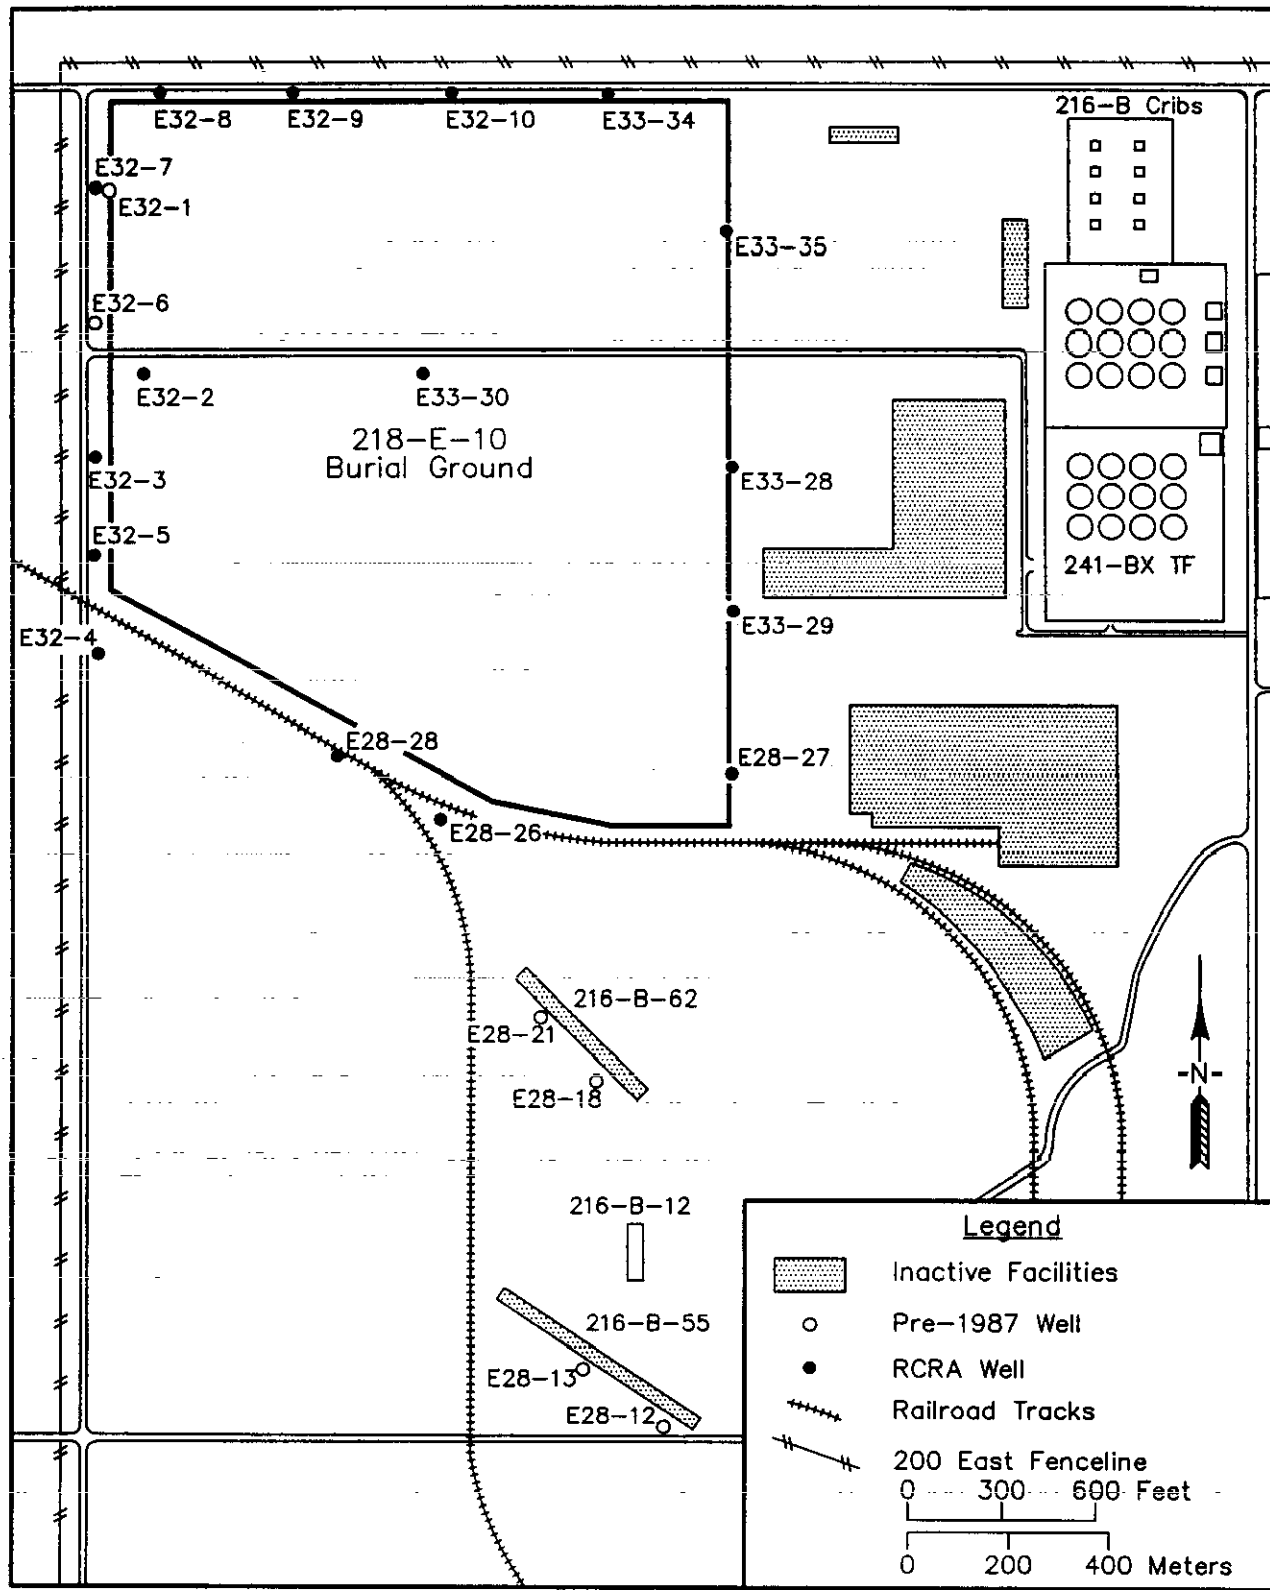 216-B Cribs
E32-8
E32-9
E32-10
E33-34
E32-7
E32-1
E33-35
E32-6
E32-2
E33-30
218-E-10
Burial Ground
E32-3
E33-28
E32-5
241-BX TF
E33-29
E32-4
E28-28
E28-27
E28-26
216-B-62
E28-21
E28-18
-N-
216-B-12
216-B-55
E28-13
E28-12
Legend
Inactive Facilities
Pre-1987 Well
RCRA Well
Railroad Tracks
200 East Fenceline
0 300 600 Feet
0 200 400 Meters